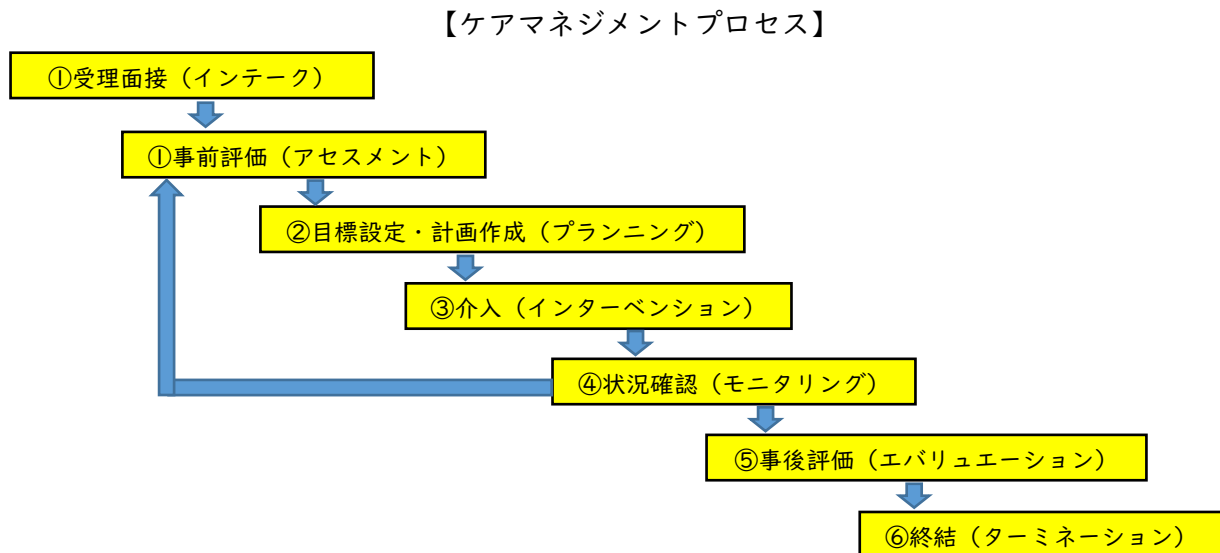 【ケアマネジメントプロセス】
①受理面接（インテーク）
①事前評価（アセスメント）
②目標設定・計画作成（プランニング）
③介入（インターベンション）
④状況確認（モニタリング）
⑤事後評価（エバリュエーション）
⑥終結（ターミネーション）